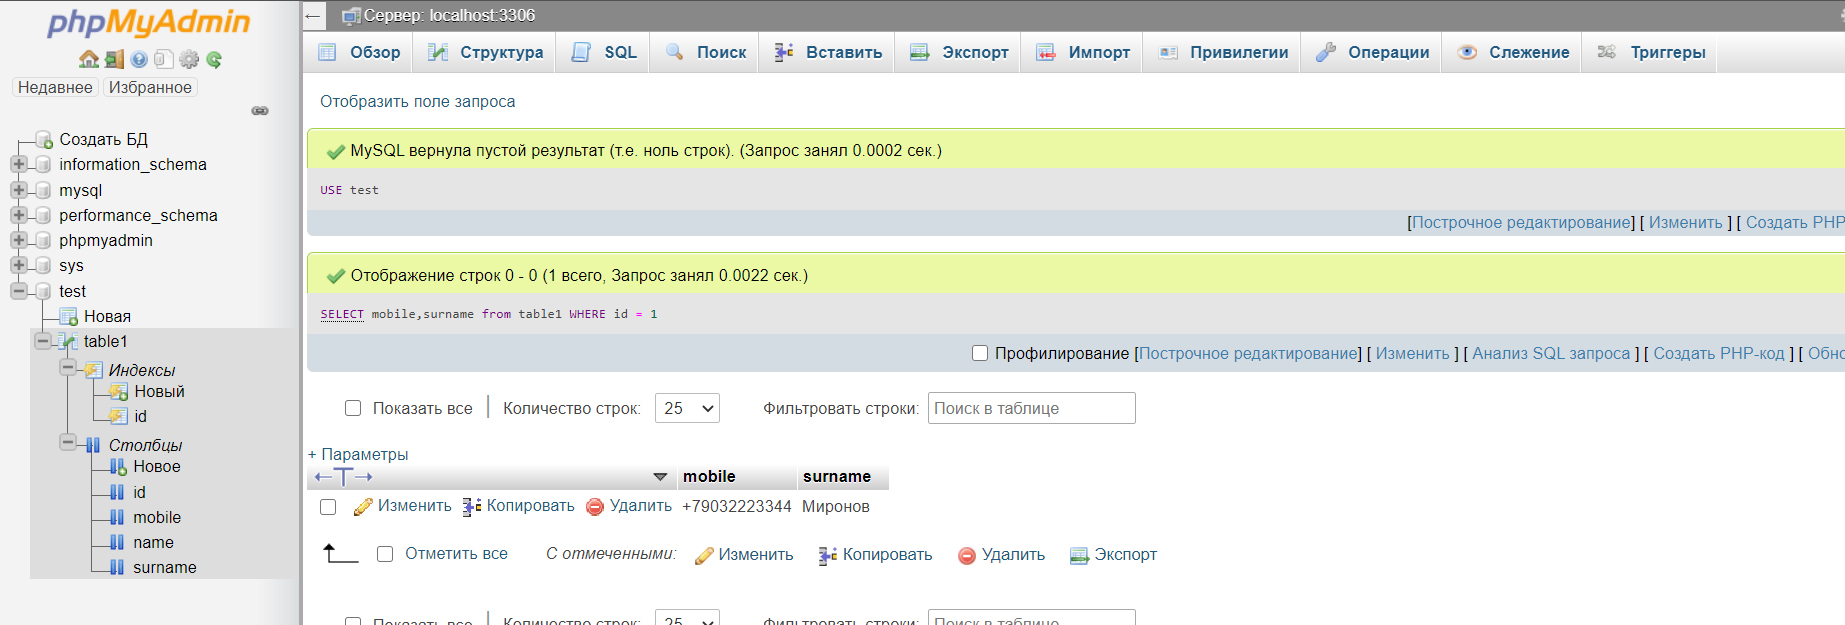 phpMyAdmin
Недавнее Избранное
Создать БД
information_schema
mysql
performance_schema
phpmyadmin
sys
test
Новая
table1
Индексы
Новый
id
Столбцы
Новое
id
mobile
name
surname
Сервер: localhost:3306
Обзор Структура SQL Поиск Вставить Экспорт Импорт Привилегии Операции Слежение Триггеры
Отобразить поле запроса
MySQL вернула пустой результат (т.е. ноль строк). (Запрос занял 0.0002 сек.)
USE test
[Построчное редактирование] [ Изменить ] [ Создать PHP
Отображение строк 0 - 0 (1 всего, Запрос занял 0.0022 сек.)
SELECT mobile,surname from table1 WHERE id = 1
Профилирование [Построчное редактирование] [ Изменить ] [ Анализ SQL запроса ] [ Создать PHP-код ] [ Обно
Показать все | Количество строк: 25 Фильтровать строки: Поиск в таблице
+ Параметры
←T→ mobile surname
Изменить Копировать Удалить +79032223344 Миронов
Отметить все С отмеченными: Изменить Копировать Удалить Экспорт
Показать все | Количество строк: 25 Фильтровать строки: Поиск в таблице